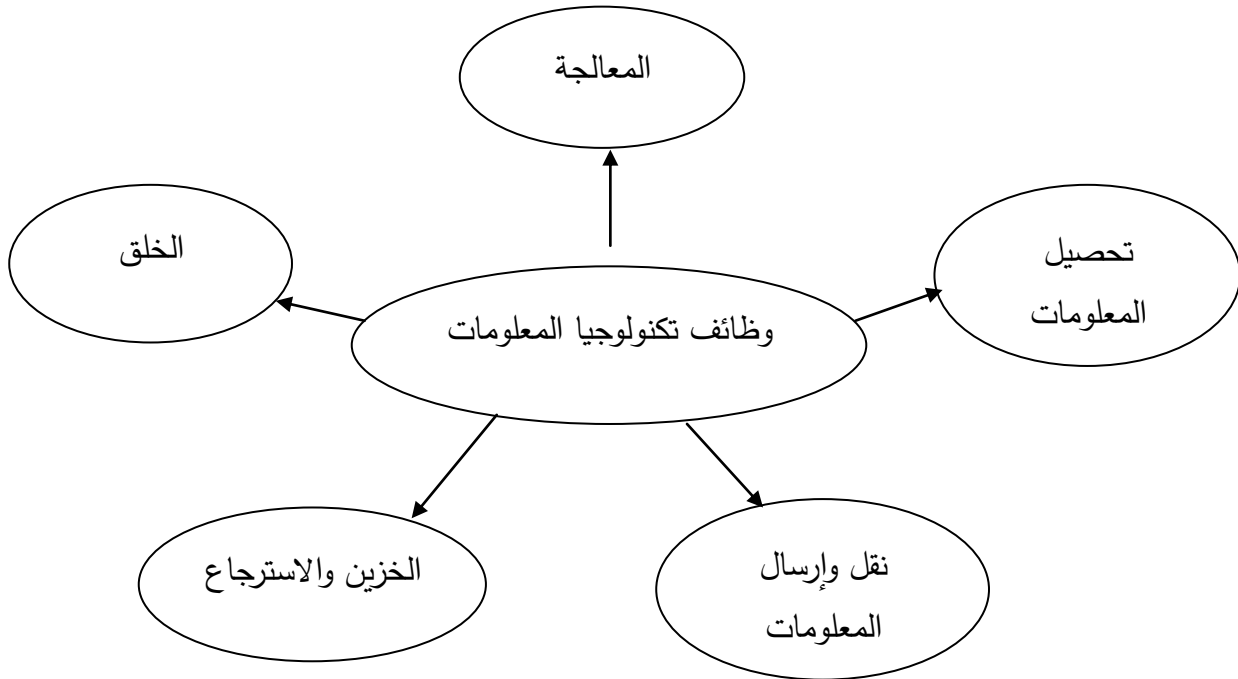 المعالجة
الخلق
تحصيل
المعلومات
وظائف تكنولوجيا المعلومات
الخزين والاسترجاع
نقل وإرسال
المعلومات